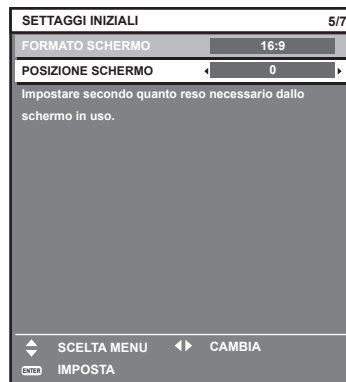 SETTAGGI INIZIALI 5/7
FORMATO SCHERMO 16:9
POSIZIONE SCHERMO 0
Impostare secondo quanto reso necessario dallo
schermo in uso.
SCELTA MENU CAMBIA
ENTER IMPOSTA